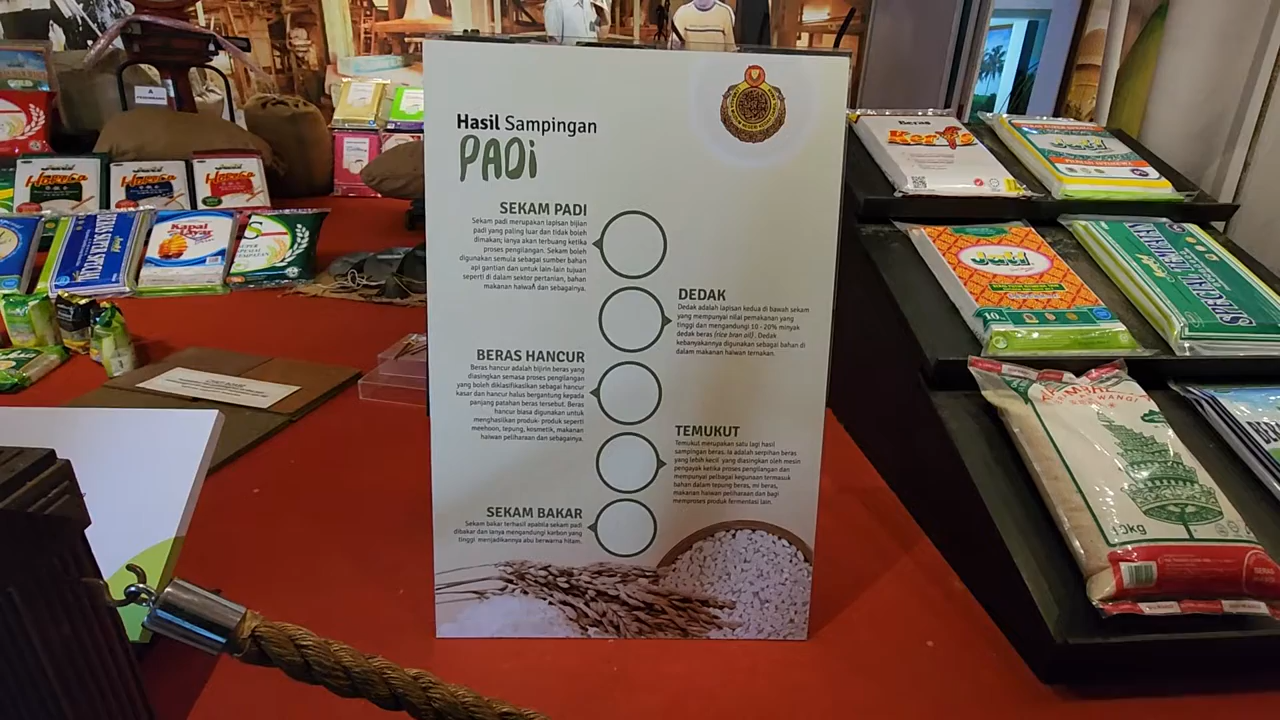 Hasil Sampingan
PADi
SEKAM PADI
Sekam padi merupakan lapisan bijian
padi yang paling luar dan tidak boleh
dimakan; ianya akan terbuang ketika
proses pengilangan. Sekam boleh
digunakan semula sebagai sumber bahan
api gantian dan untuk lain-lain tujuan
seperti di dalam sektor pertanian, bahan
makanan haiwan dan sebagainya.
DEDAK
Dedak adalah lapisan kedua di bawah sekam
yang mempunyai nilai pemakanan yang
tinggi dan mengandungi 10 - 20% minyak
dedak beras (rice bran oil). Dedak
kebanyakannya digunakan sebagai bahan di
dalam makanan haiwan ternakan.
BERAS HANCUR
Beras hancur adalah bijirin beras yang
diasingkan semasa proses pengilangan
yang boleh diklasifikasikan sebagai hancur
kasar dan hancur halus bergantung kepada
panjang patahan beras tersebut. Beras
hancur biasa digunakan untuk
menghasilkan produk- produk seperti
meehoon, tepung, kosmetik, makanan
haiwan peliharaan dan sebagainya.
TEMUKUT
Temukut merupakan satu lagi hasil
sampingan beras. Ia adalah serpihan beras
yang lebih kecil yang diasingkan oleh mesin
pengayak ketika proses pengilangan dan
mempunyai pelbagai kegunaan termasuk
bahan dalam tepung beras, mi beras,
makanan haiwan peliharaan dan bagi
memproses produk fermentasi lain.
SEKAM BAKAR
Sekam bakar terhasil apabila sekam padi
dibakar dan ianya mengandungi karbon yang
tinggi menjadikannya abu berwarna hitam.
Kapal
Layar
Beras
Jati
Jati
10kg